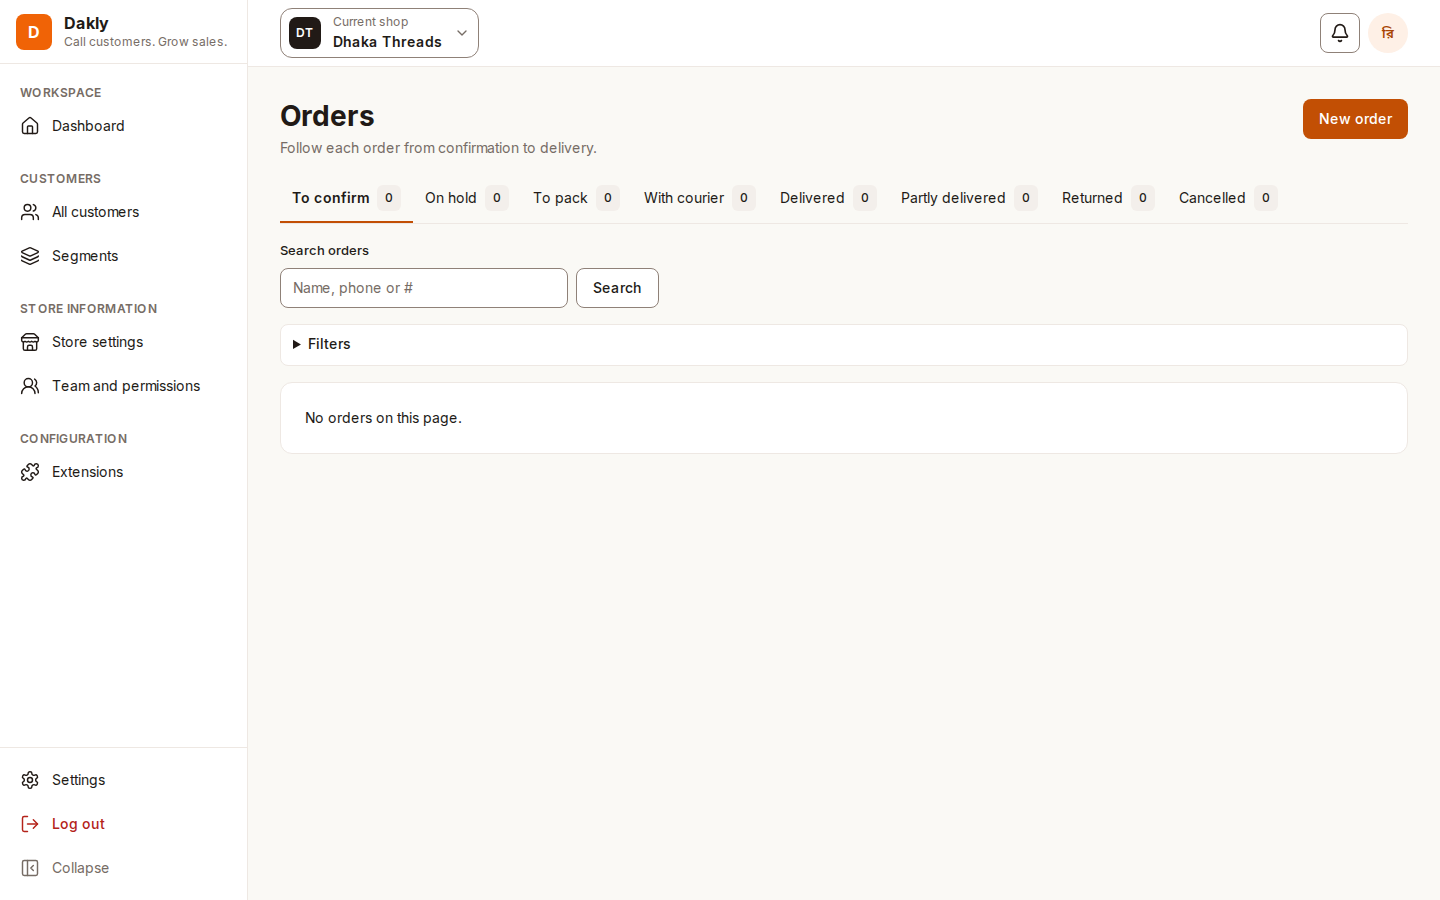 D
Dakly
Call customers. Grow sales.
WORKSPACE
Dashboard
CUSTOMERS
All customers
Segments
STORE INFORMATION
Store settings
Team and permissions
CONFIGURATION
Extensions
Settings
Log out
Collapse
DT
Current shop
Dhaka Threads
রি
Orders
Follow each order from confirmation to delivery.
New order
To confirm 0 On hold 0 To pack 0 With courier 0 Delivered 0 Partly delivered 0 Returned 0 Cancelled 0
Search orders
Name, phone or #
Search
Filters
No orders on this page.